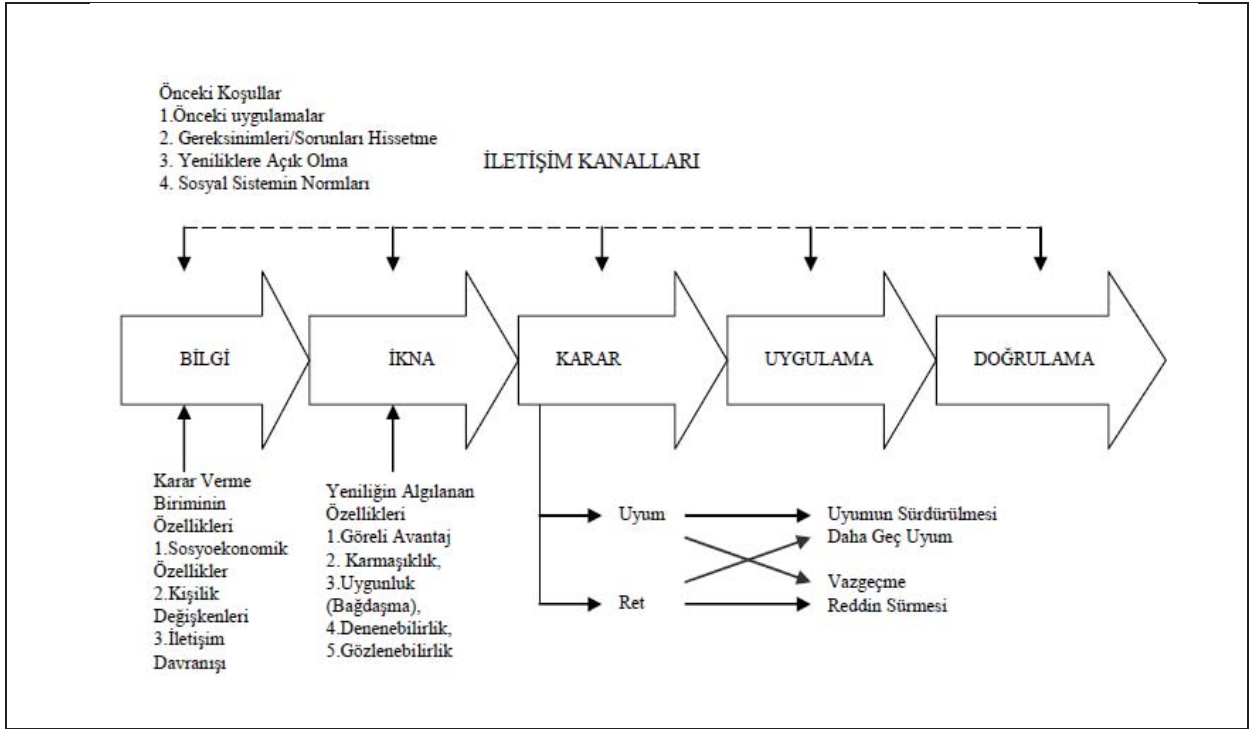 Önceki Koşullar
1.Önceki uygulamalar
2. Gereksinimleri/Sorunları Hissetme
3. Yeniliklere Açık Olma
4. Sosyal Sistemin Normları
İLETİŞİM KANALLARI
BİLGİ
İKNA
KARAR
UYGULAMA
DOĞRULAMA
Karar Verme
Biriminin
Özellikleri
1.Sosyoekonomik
Özellikler
2.Kişilik
Değişkenleri
3.İletişim
Davranışı
Yeniliğin Algılanan
Özellikleri
1.Göreli Avantaj
2. Karmaşıklık,
3.Uygunluk
(Bağdaşma),
4.Denenebilirlik,
5.Gözlenebilirlik
Uyum
Ret
Uyumun Sürdürülmesi
Daha Geç Uyum
Vazgeçme
Reddin Sürmesi